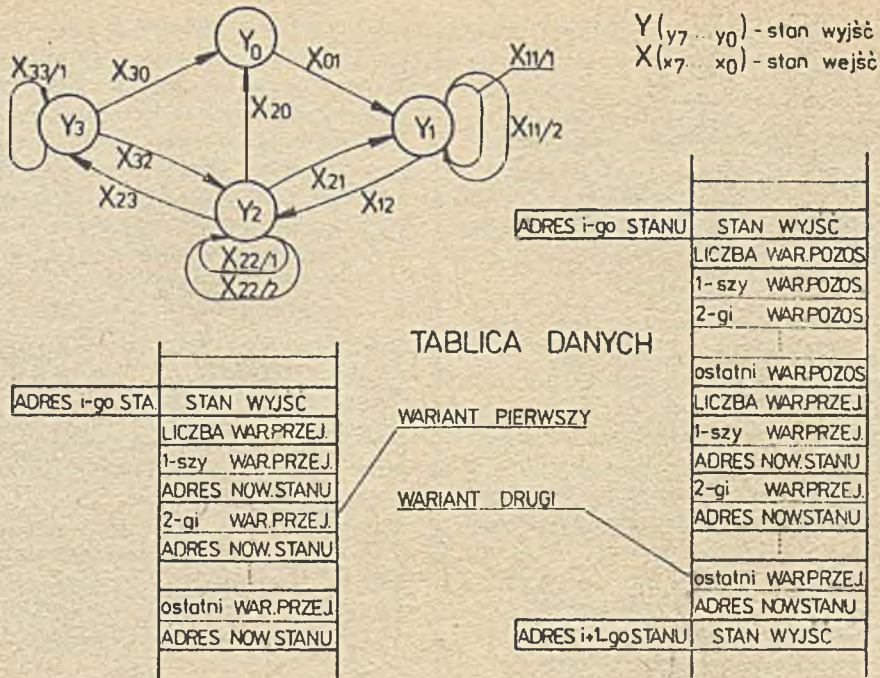 Y0
Y3
Y1
Y2
X33/1
X30
X01
X11/1
X11/2
X20
X32
X23
X21
X12
X22/1
X22/2
Y(y7 ... y0) - stan wyjść
X(x7 ... x0) - stan wejść
TABLICA DANYCH
WARIANT PIERWSZY
WARIANT DRUGI
ADRES i-go STA.
STAN WYJŚĆ
LICZBA WAR.PRZEJ.
1-szy WAR.PRZEJ.
ADRES NOW.STANU
2-gi WAR.PRZEJ.
ADRES NOW.STANU
ostatni WAR.PRZEJ.
ADRES NOW.STANU
ADRES i-go STANU
STAN WYJŚĆ
LICZBA WAR.POZOS
1-szy WAR.POZOS
2-gi WAR.POZOS
ostatni WAR.POZOS
LICZBA WAR.PRZEJ.
1-szy WAR.PRZEJ.
ADRES NOW.STANU
2-gi WAR.PRZEJ.
ADRES NOW.STANU
ostatni WAR.PRZEJ.
ADRES NOW.STANU
ADRES i+1-go STANU
STAN WYJŚĆ